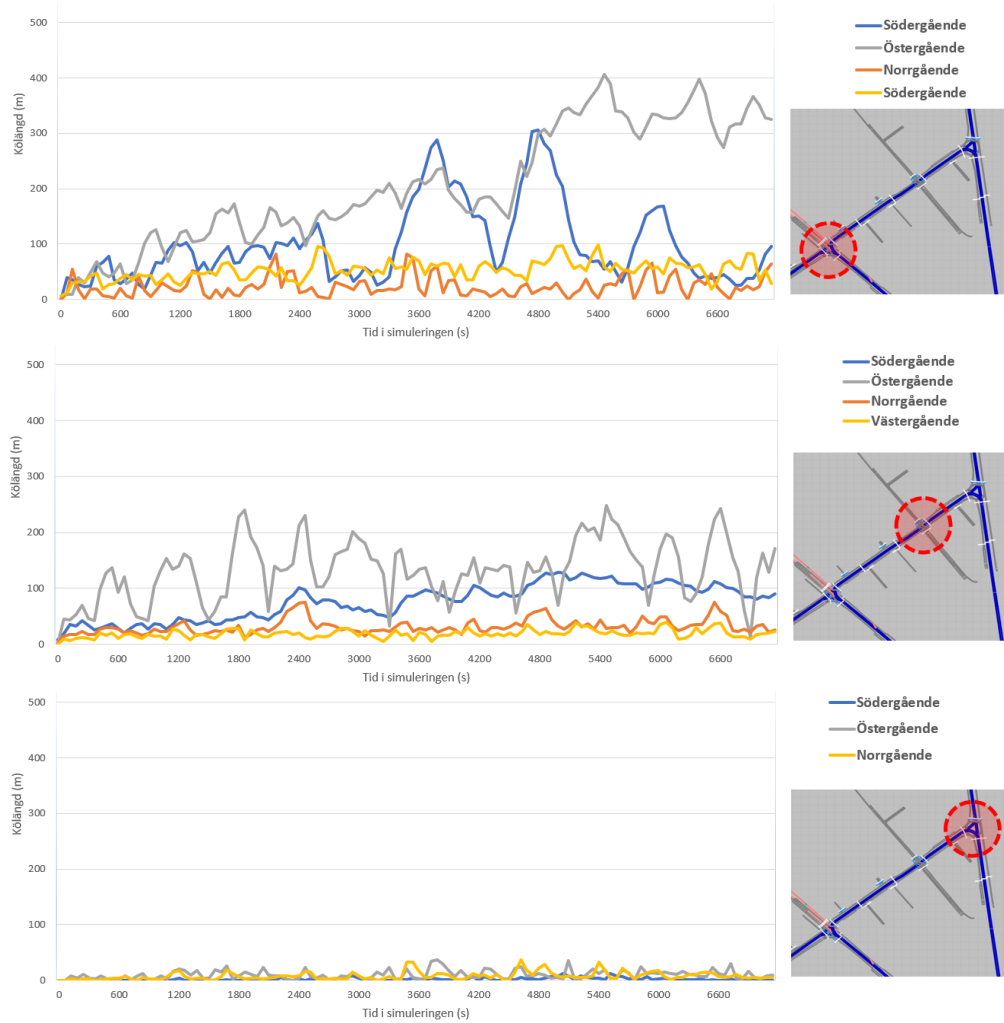 500
400
300
200
100
0
Kölängd (m)
0 600 1200 1800 2400 3000 3600 4200 4800 5400 6000 6600
Tid i simuleringen (s)
Södergående
Östergående
Norrgående
Södergående
500
400
300
200
100
0
Kölängd (m)
0 600 1200 1800 2400 3000 3600 4200 4800 5400 6000 6600
Tid i simuleringen (s)
Södergående
Östergående
Norrgående
Västergående
500
400
300
200
100
0
Kölängd (m)
0 600 1200 1800 2400 3000 3600 4200 4800 5400 6000 6600
Tid i simuleringen (s)
Södergående
Östergående
Norrgående